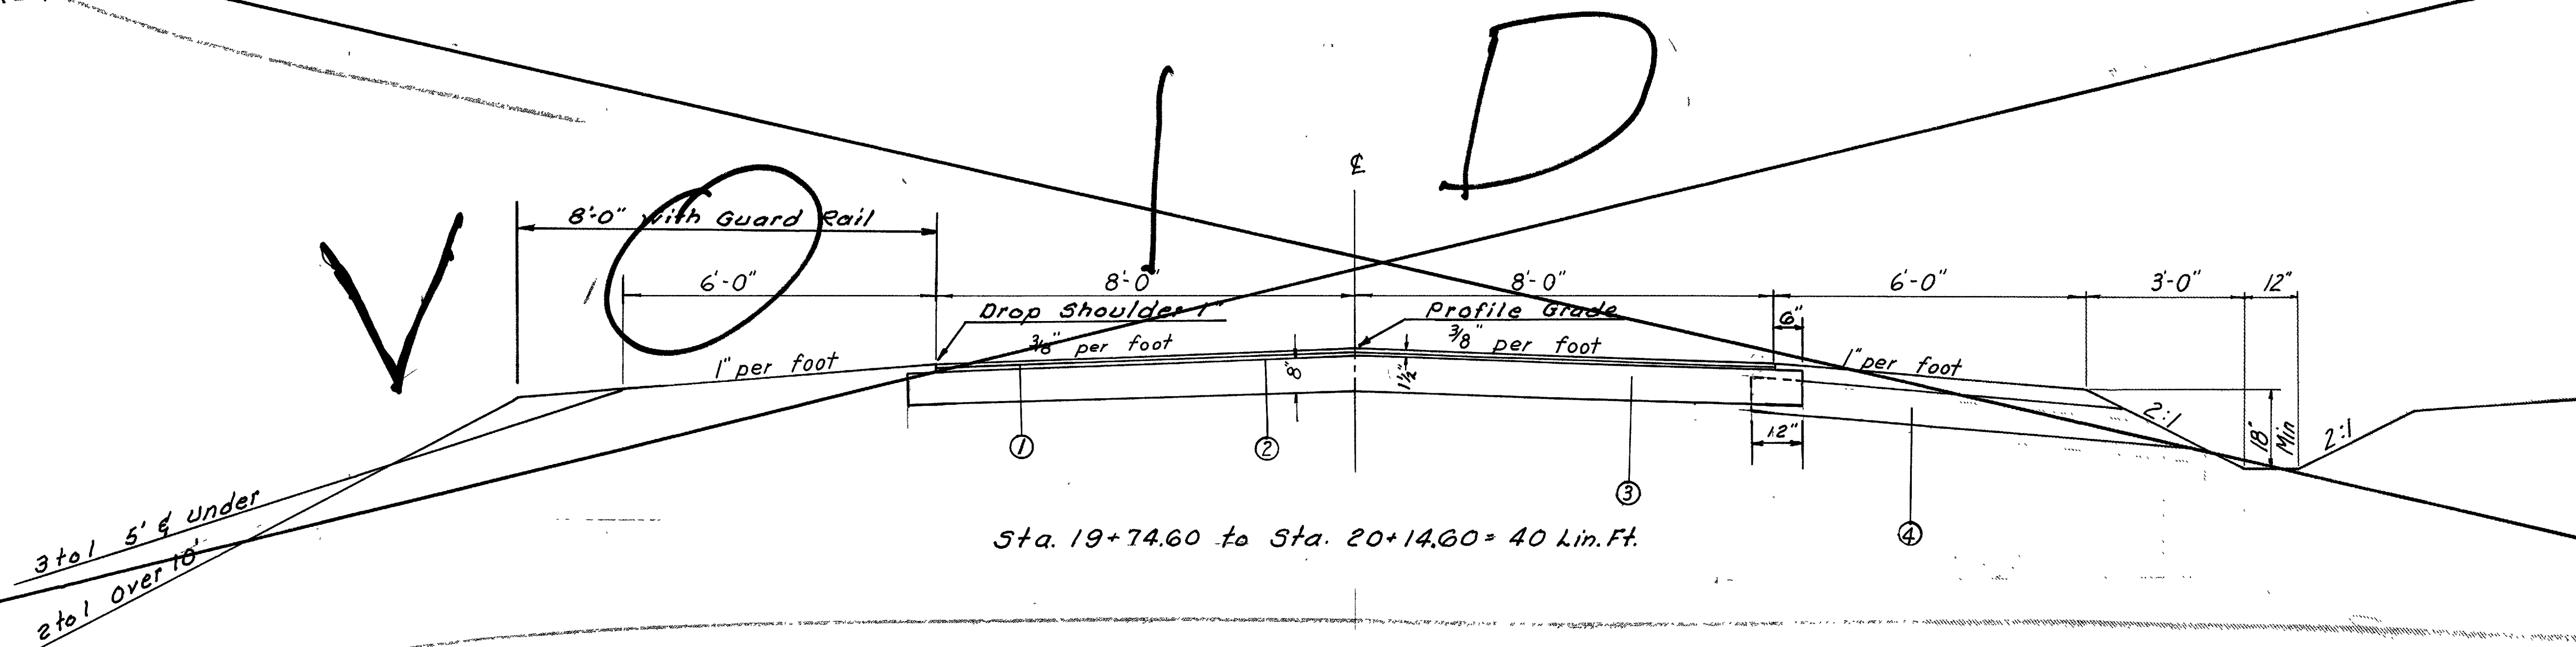 VOID
℄
8'-0" with Guard Rail
6'-0" 8'-0" 8'-0" 6'-0" 3'-0" 12"
Drop Shoulder 1" Profile Grade 6"
1" per foot 3/8" per foot 3/8" per foot 1" per foot
8" 1½" 2:1 18" Min 2:1
12"
① ② ③ ④
3 to 1 5' & under
2 to 1 over 10'
Sta. 19+74.60 to Sta. 20+14.60 = 40 Lin. Ft.